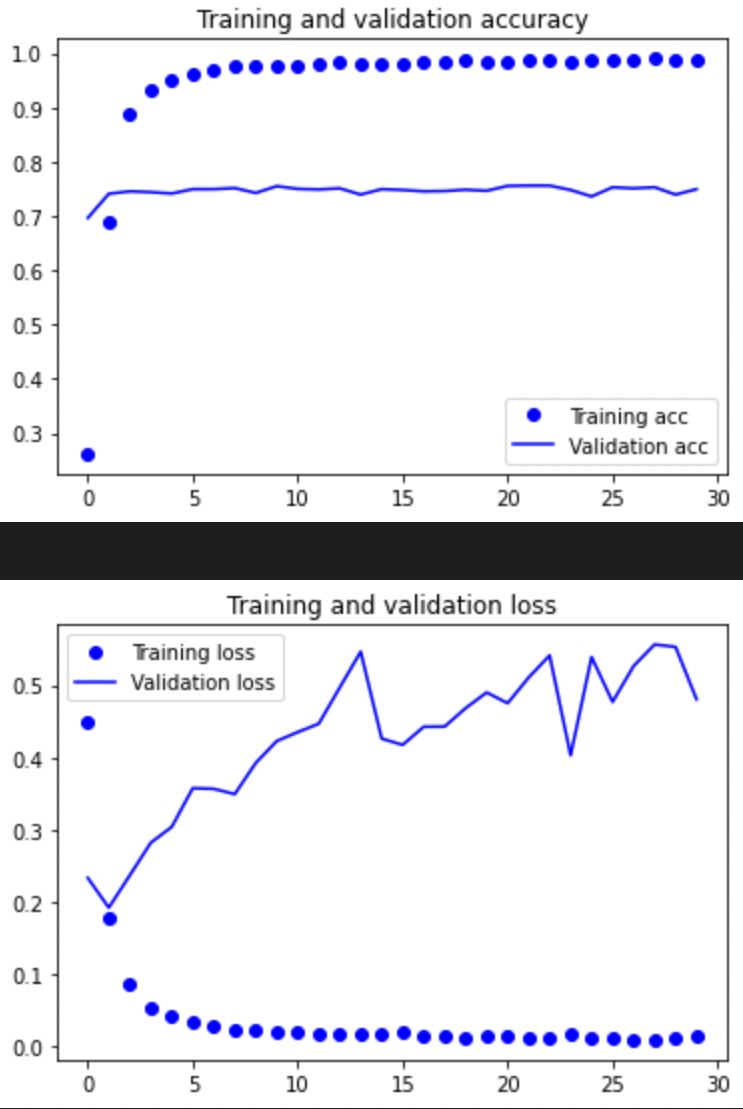 Training and validation accuracy
1.0
0.9
0.8
0.7
0.6
0.5
0.4
0.3
Training acc
Validation acc
0 5 10 15 20 25 30
Training and validation loss
Training loss
Validation loss
0.5
0.4
0.3
0.2
0.1
0.0
0 5 10 15 20 25 30